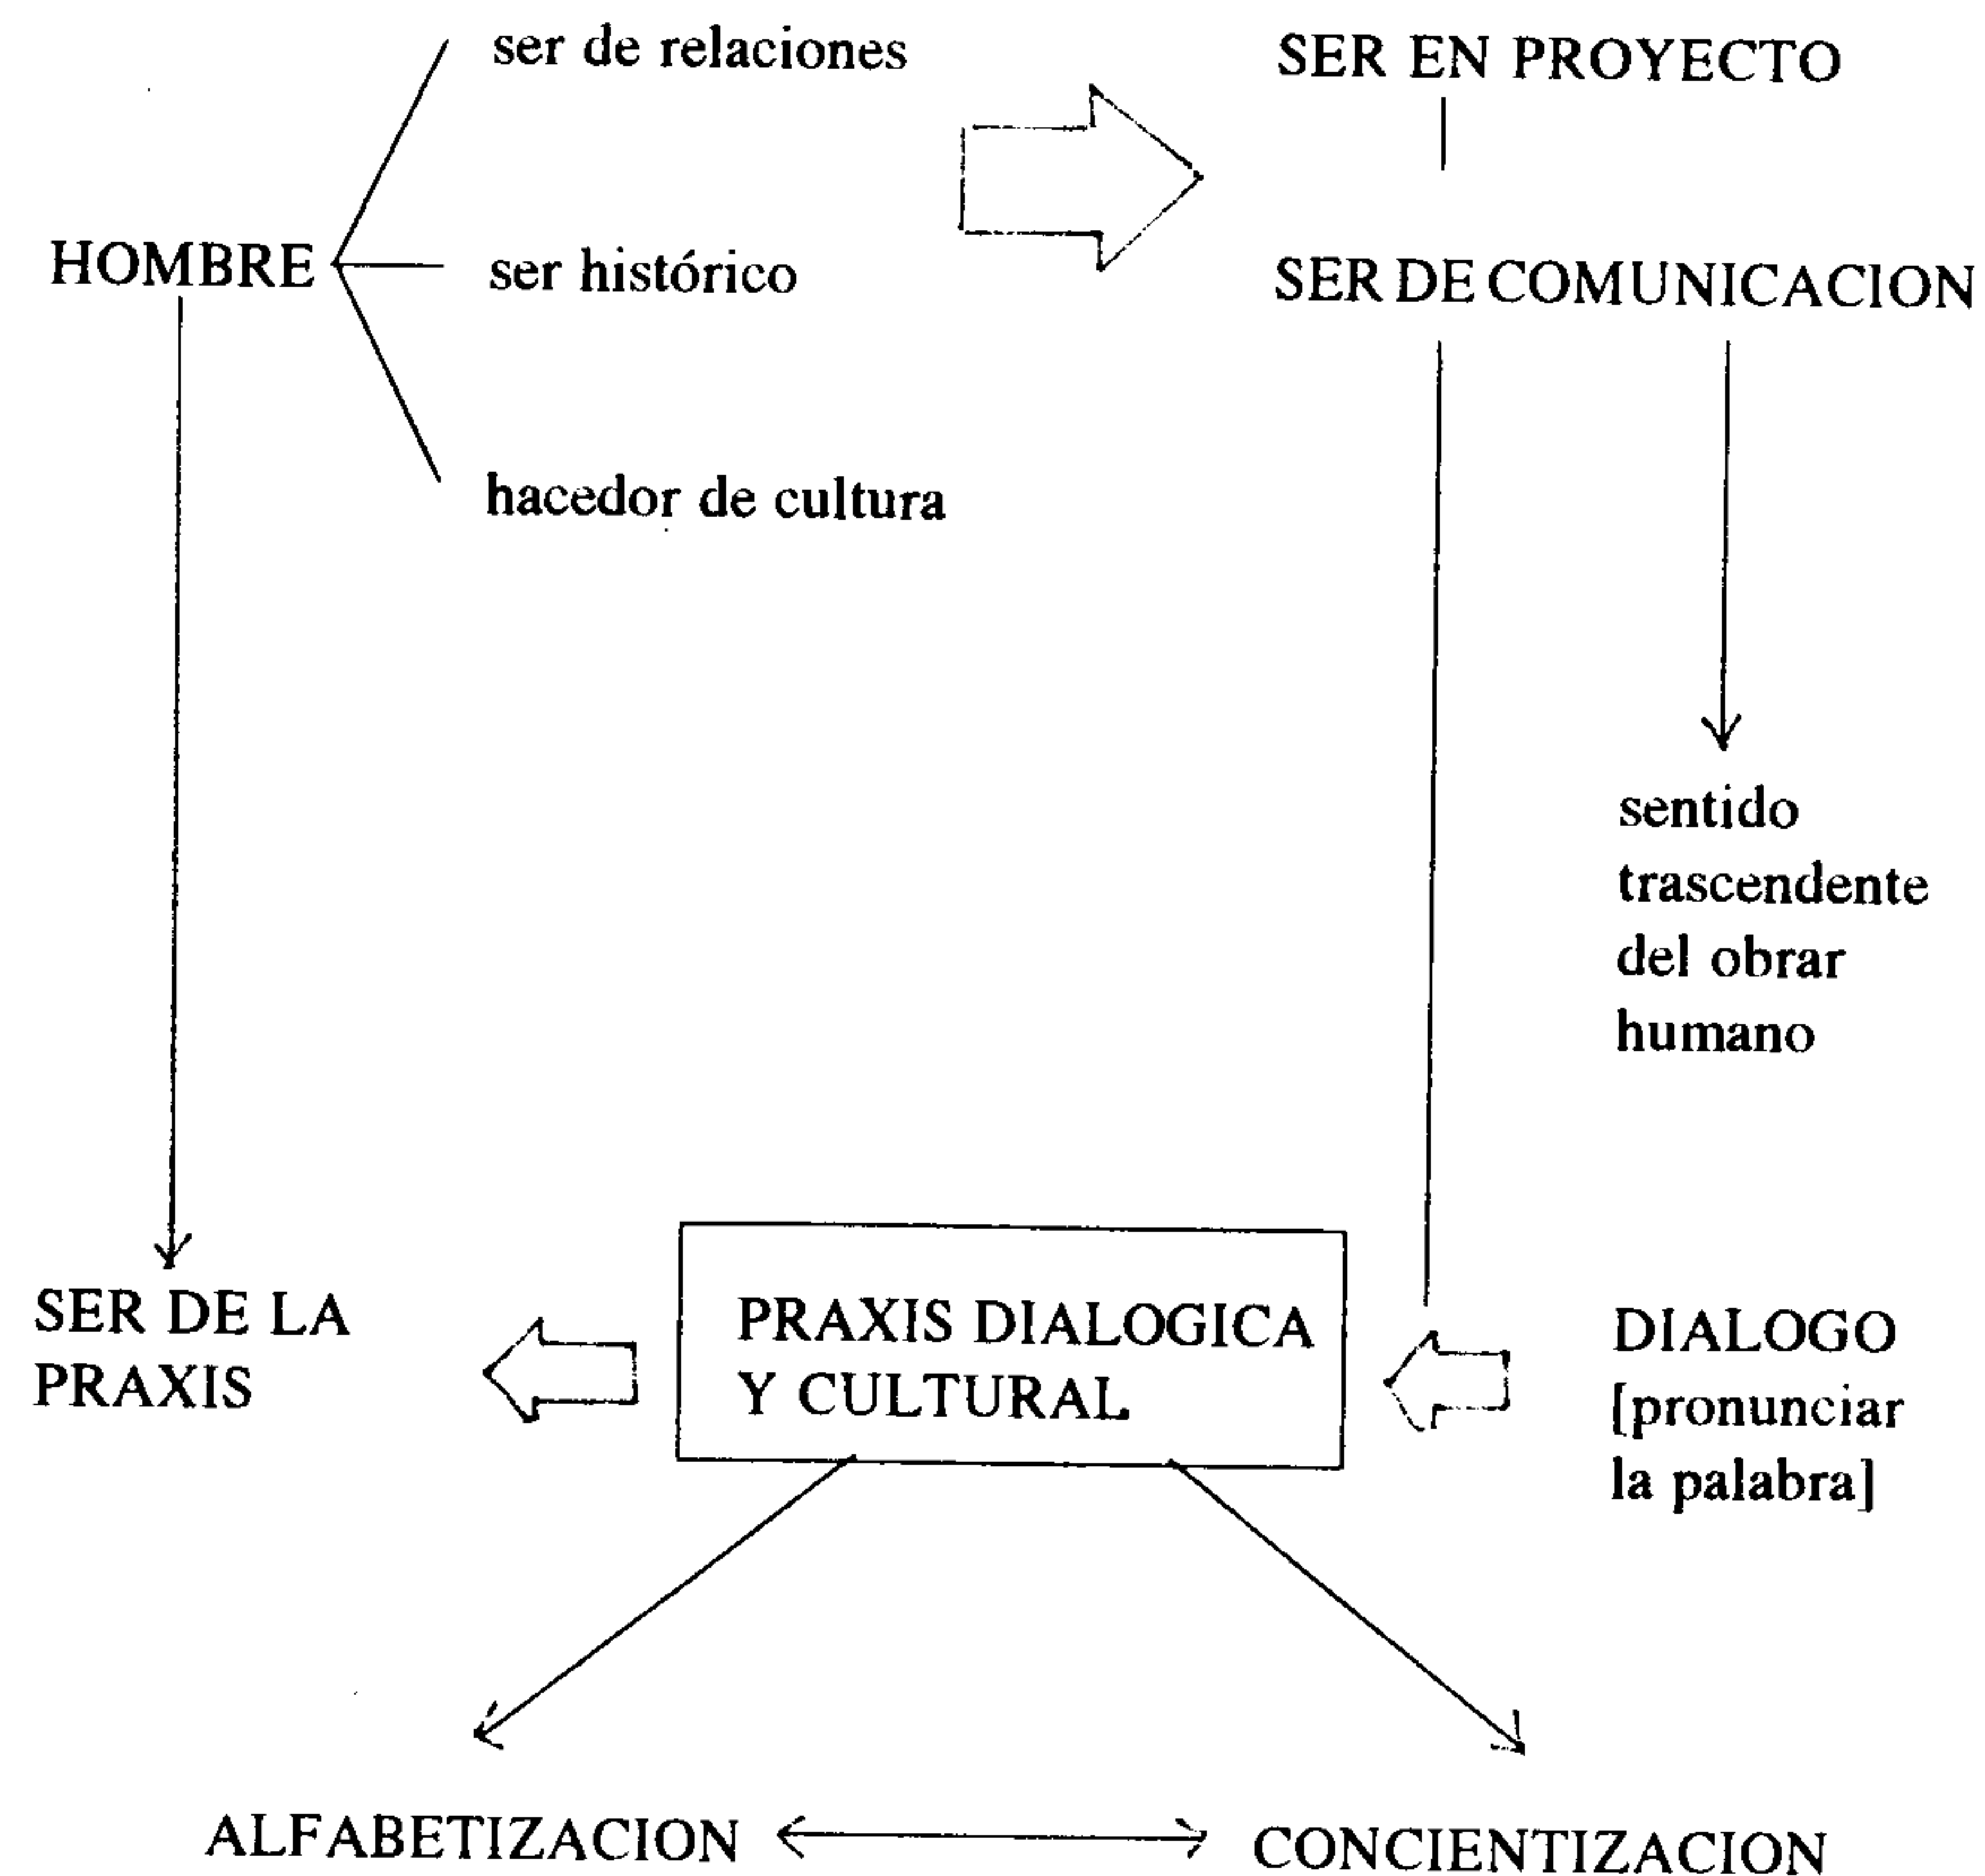 ser de relaciones
SER EN PROYECTO
HOMBRE
ser histórico
SER DE COMUNICACION
hacedor de cultura
sentido
trascendente
del obrar
humano
SER DE LA
PRAXIS
PRAXIS DIALOGICA
Y CULTURAL
DIALOGO
[pronunciar
la palabra]
ALFABETIZACION
CONCIENTIZACION